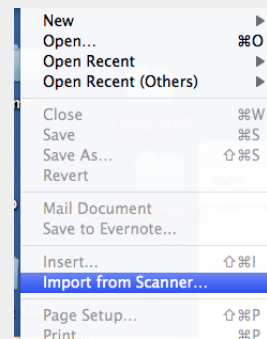 New
Open... ⌘O
Open Recent
Open Recent (Others)
Close ⌘W
Save ⌘S
Save As... ⇧⌘S
Revert
Mail Document
Save to Evernote...
Insert... ⇧⌘I
Import from Scanner...
Page Setup... ⇧⌘P
Print ⌘P